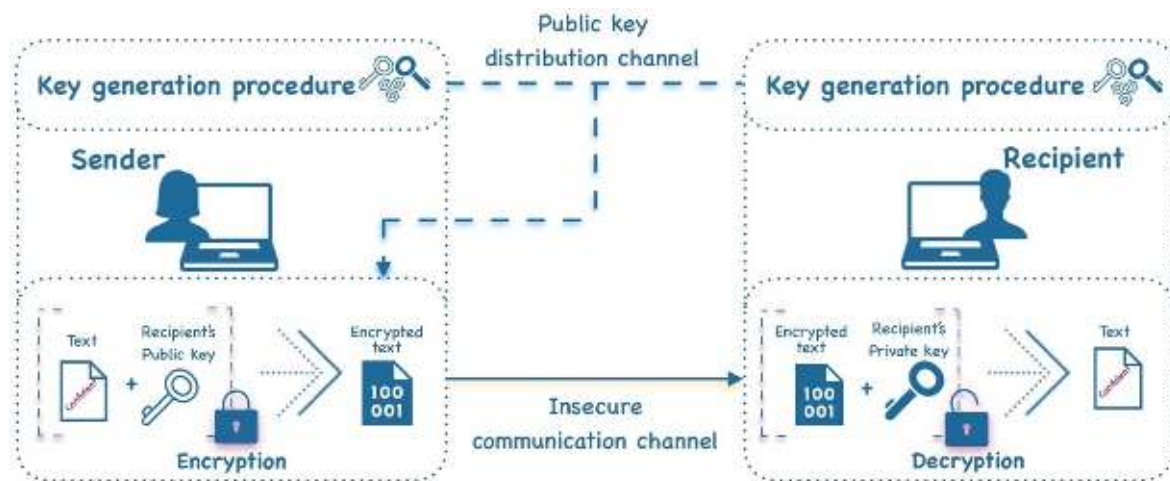 Public key
distribution channel
Key generation procedure
Key generation procedure
Sender
Recipient
Text
Recipient's
Public key
+
Encrypted
text
100
001
Encryption
Insecure
communication channel
Encrypted
text
100
001
+
Recipient's
Private key
Text
Decryption